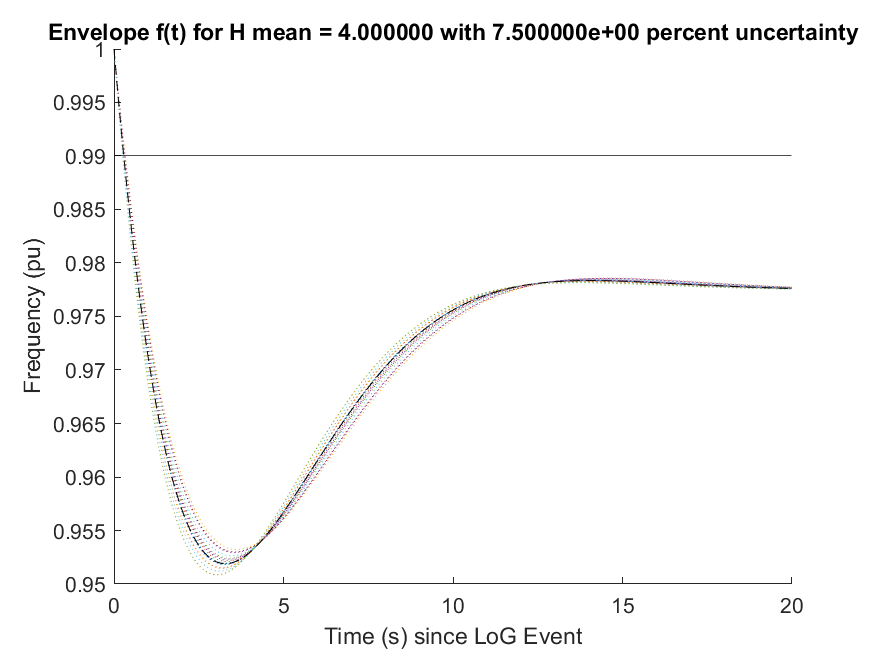 Envelope f(t) for H mean = 4.000000 with 7.500000e+00 percent uncertainty
1
0.995
0.99
0.985
0.98
0.975
0.97
0.965
0.96
0.955
0.95
Frequency (pu)
0 5 10 15 20
Time (s) since LoG Event